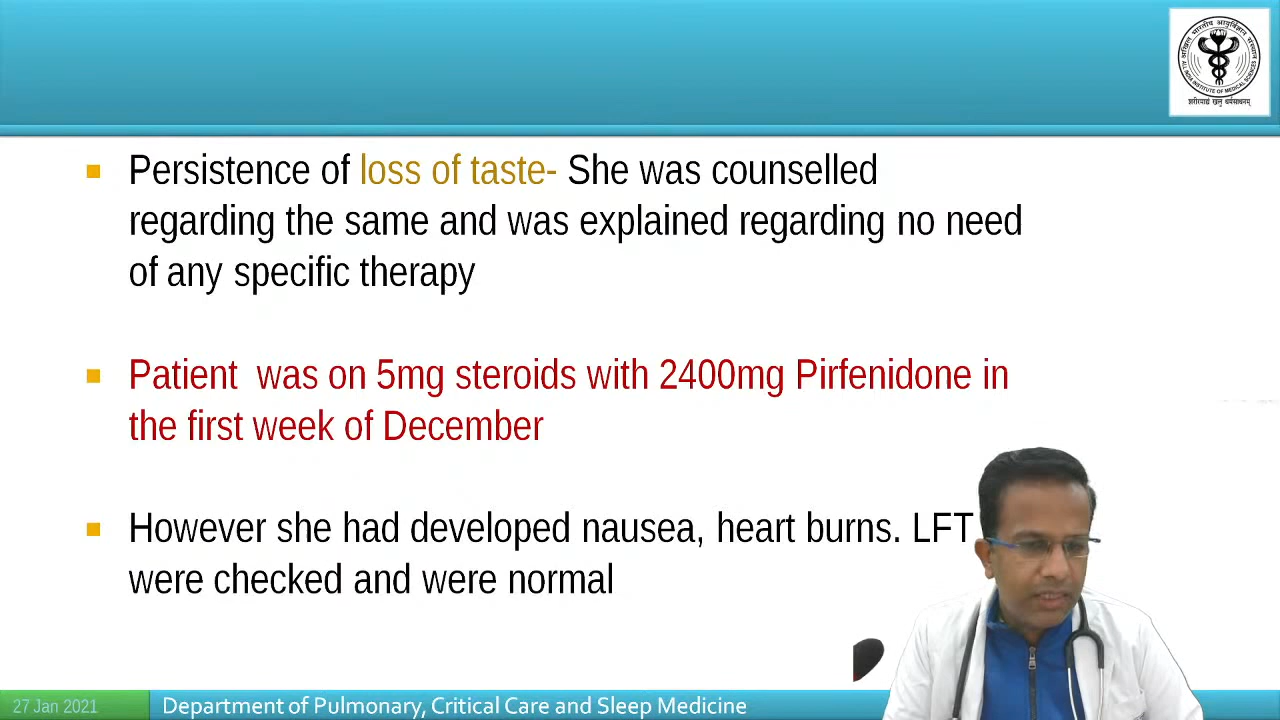 Persistence of loss of taste- She was counselled
regarding the same and was explained regarding no need
of any specific therapy
Patient was on 5mg steroids with 2400mg Pirfenidone in
the first week of December
However she had developed nausea, heart burns. LFT
were checked and were normal
27 Jan 2021
Department of Pulmonary, Critical Care and Sleep Medicine